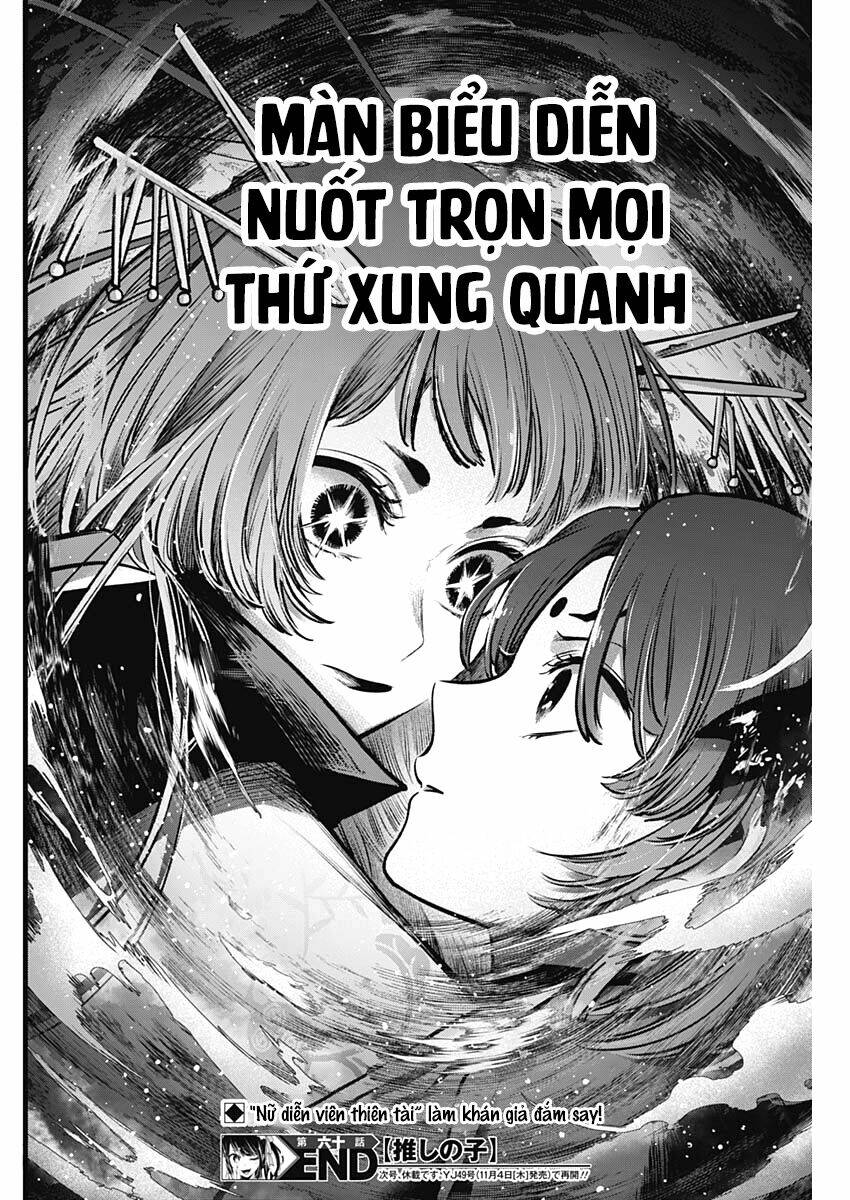 MÀN BIỂU DIỄN
NUỐT TRỌN MỌI
THỨ XUNG QUANH
"Nữ diễn viên thiên tài" làm khán giả đắm say!
第六十話 END 【推しの子】
次号、休載です。YJ49号(11月4日[木]発売)で再開!!